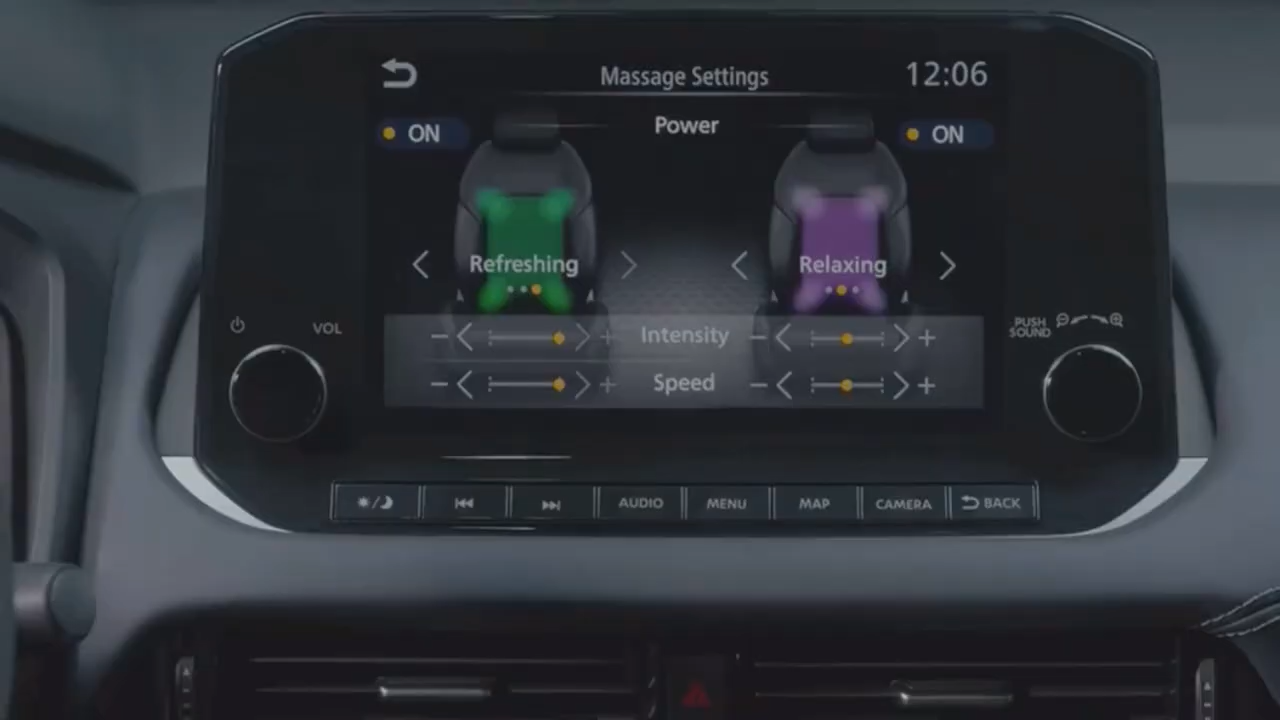 Massage Settings 12:06
ON Power ON
Refreshing Relaxing
Intensity
Speed
VOL
PUSH
SOUND
AUDIO MENU MAP CAMERA BACK